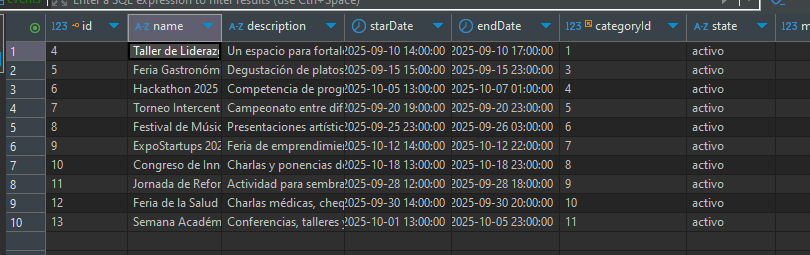 Enter a SQL expression to filter results (use Ctrl+Space)
123 id A-Z name A-Z description starDate endDate 123 categoryId A-Z state 123
1 4 Taller de Lideraz Un espacio para fortal 2025-09-10 14:00:00 2025-09-10 17:00:00 1 activo
2 5 Feria Gastronóm Degustación de platos 2025-09-15 15:00:00 2025-09-15 23:00:00 3 activo
3 6 Hackathon 2025 Competencia de prog 2025-10-05 13:00:00 2025-10-07 01:00:00 4 activo
4 7 Torneo Intercent Campeonato entre dif 2025-09-20 19:00:00 2025-09-20 23:00:00 5 activo
5 8 Festival de Músic Presentaciones artístic 2025-09-25 23:00:00 2025-09-26 03:00:00 6 activo
6 9 ExpoStartups 202 Feria de emprendimie 2025-10-12 14:00:00 2025-10-12 22:00:00 7 activo
7 10 Congreso de Inn Charlas y ponencias d 2025-10-18 13:00:00 2025-10-18 23:00:00 8 activo
8 11 Jornada de Refor Actividad para sembra 2025-09-28 12:00:00 2025-09-28 18:00:00 9 activo
9 12 Feria de la Salud Charlas médicas, cheq 2025-09-30 14:00:00 2025-09-30 20:00:00 10 activo
10 13 Semana Académ Conferencias, talleres y 2025-10-01 13:00:00 2025-10-05 23:00:00 11 activo